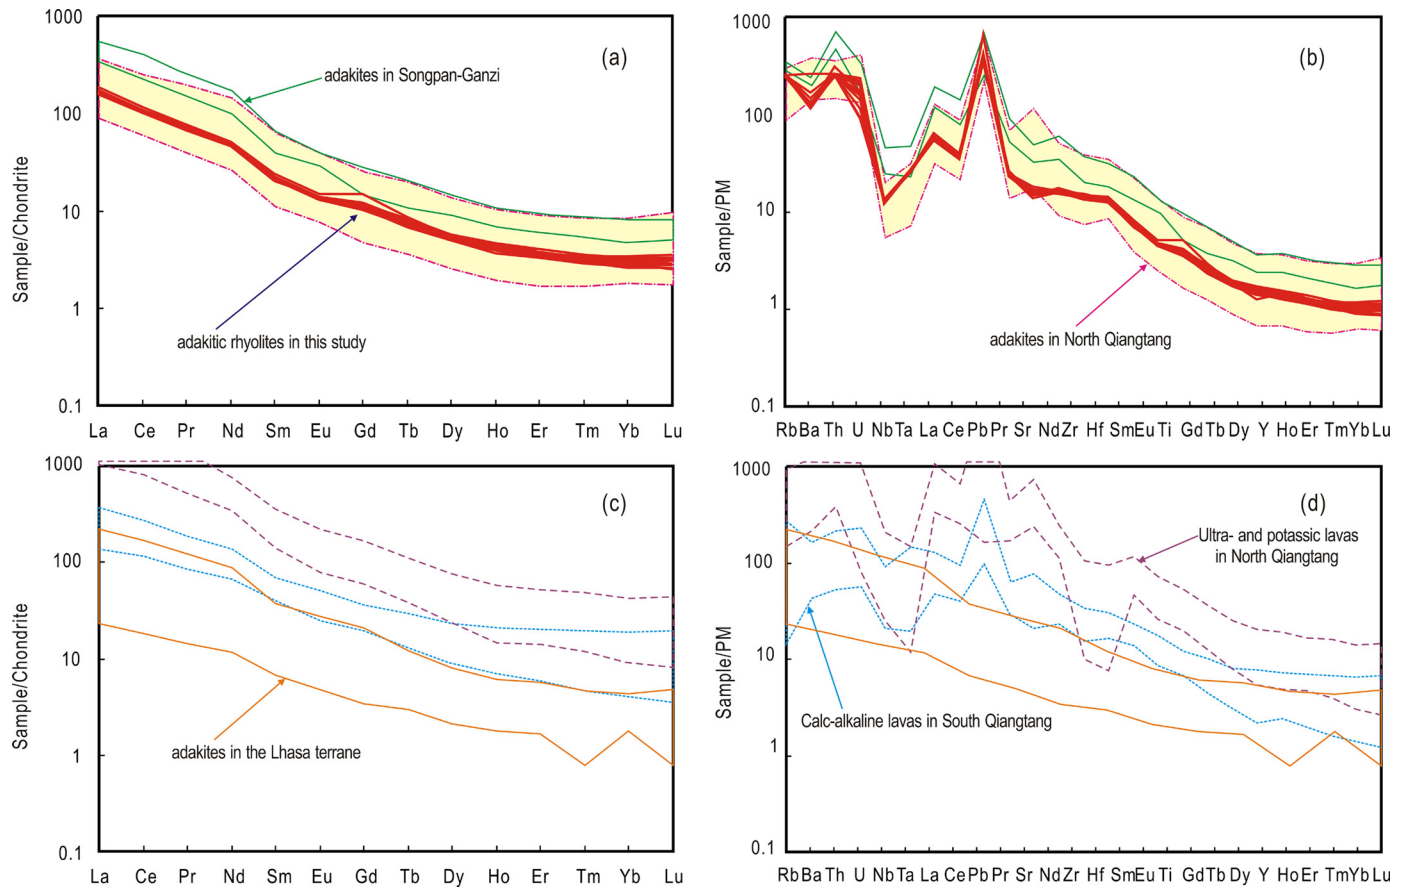 1000
100
10
1
0.1
Sample/Chondrite
(a)
adakites in Songpan-Ganzi
adakitic rhyolites in this study
La Ce Pr Nd Sm Eu Gd Tb Dy Ho Er Tm Yb Lu
1000
100
10
1
0.1
Sample/PM
(b)
adakites in North Qiangtang
Rb Ba Th U Nb Ta La Ce Pb Pr Sr Nd Zr Hf Sm Eu Ti Gd Tb Dy Y Ho Er Tm Yb Lu
1000
100
10
1
0.1
Sample/Chondrite
(c)
adakites in the Lhasa terrane
La Ce Pr Nd Sm Eu Gd Tb Dy Ho Er Tm Yb Lu
1000
100
10
1
0.1
Sample/PM
(d)
Ultra- and potassic lavas
in North Qiangtang
Calc-alkaline lavas in South Qiangtang
Rb Ba Th U Nb Ta La Ce Pb Pr Sr Nd Zr Hf Sm Eu Ti Gd Tb Dy Y Ho Er Tm Yb Lu